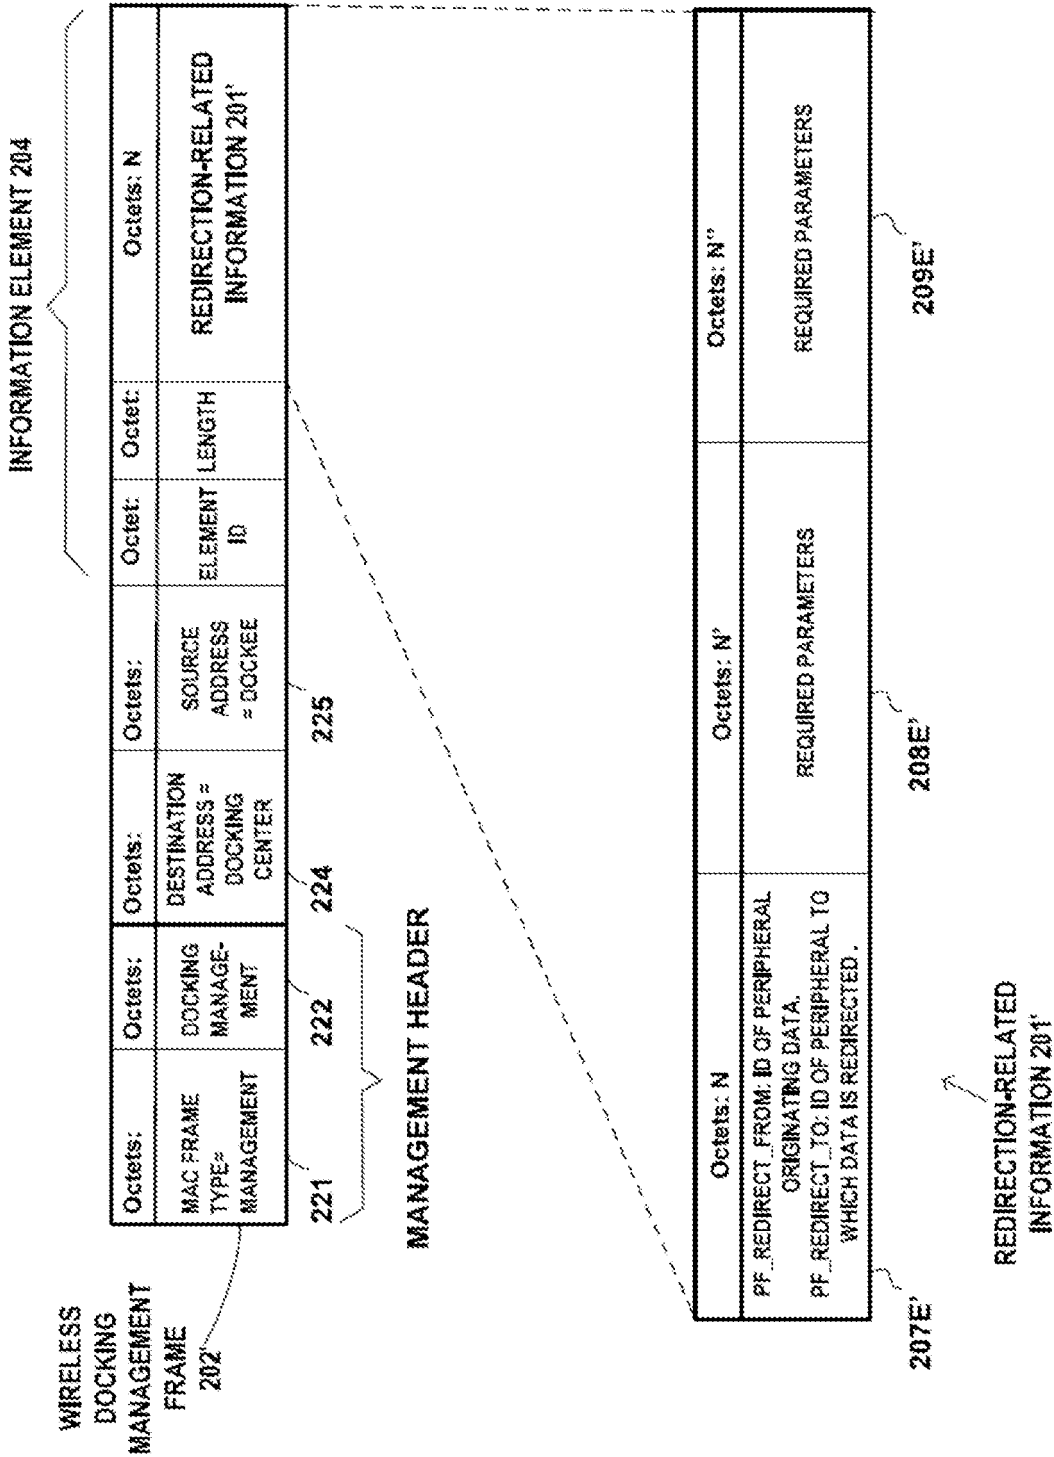 WIRELESS
DOCKING
MANAGEMENT
FRAME
202'
INFORMATION ELEMENT 204
Octets:
Octets:
Octets:
Octets:
Octet:
Octet:
Octets: N
MAC FRAME
TYPE=
MANAGEMENT
DOCKING
MANAGE-
MENT
DESTINATION
ADDRESS =
DOCKING
CENTER
SOURCE
ADDRESS
= DOCKEE
ELEMENT
ID
LENGTH
REDIRECTION-RELATED
INFORMATION 201'
221
222
224
225
MANAGEMENT HEADER
Octets: N
Octets: N'
Octets: N''
PF_REDIRECT_FROM: ID OF PERIPHERAL
ORIGINATING DATA.
PF_REDIRECT_TO: ID OF PERIPHERAL TO
WHICH DATA IS REDIRECTED.
REQUIRED PARAMETERS
REQUIRED PARAMETERS
207E'
208E'
209E'
REDIRECTION-RELATED
INFORMATION 201'